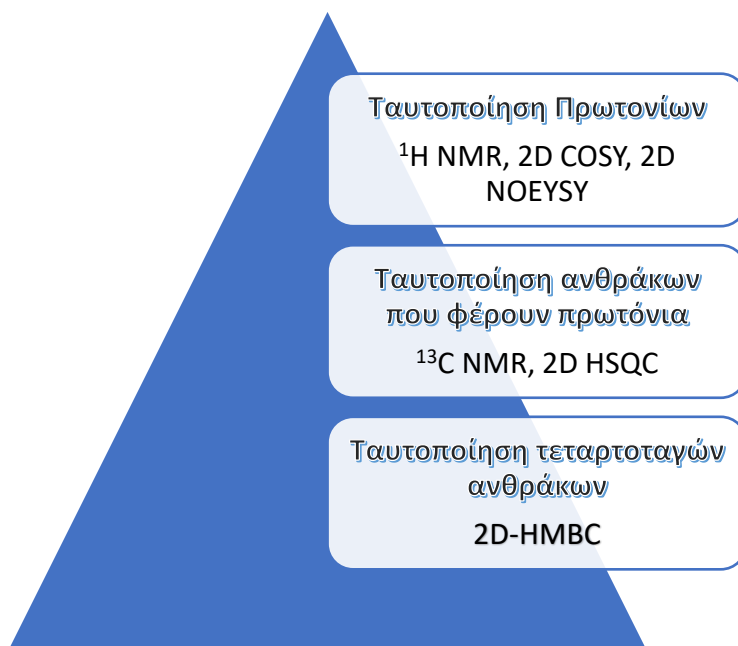 Ταυτοποίηση Πρωτονίων
¹H NMR, 2D COSY, 2D
NOEYSY
Ταυτοποίηση ανθράκων
που φέρουν πρωτόνια
¹³C NMR, 2D HSQC
Ταυτοποίηση τεταρτοταγών
ανθράκων
2D-HMBC